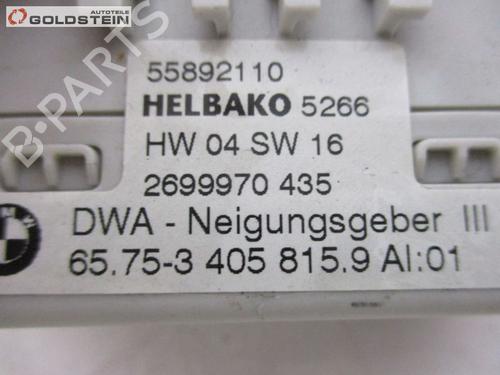 Autoteile
GOLDSTEIN
55892110
HELBAKO 5266
HW 04 SW 16
2699970 435
DWA - Neigungsgeber III
65.75-3 405 815.9 AI:01